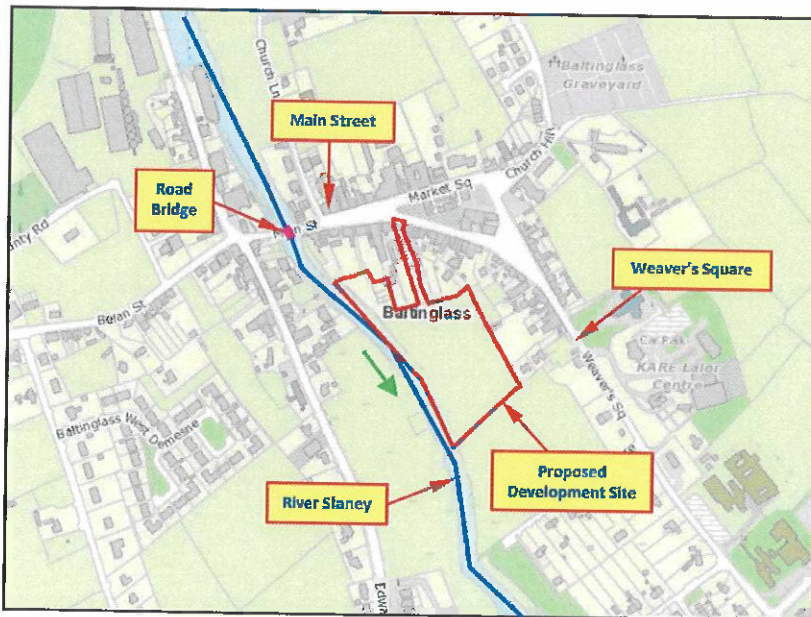 Church Ln
Baltinglass
Graveyard
Main Street
Church Hill
Market Sq
Road
Bridge
Main St
Weaver's Square
Belan St
Baltinglass
Car Park
KARE Lalor
Centre
Weaver's Sq
Baltinglass West Demesne
Proposed
Development Site
River Slaney